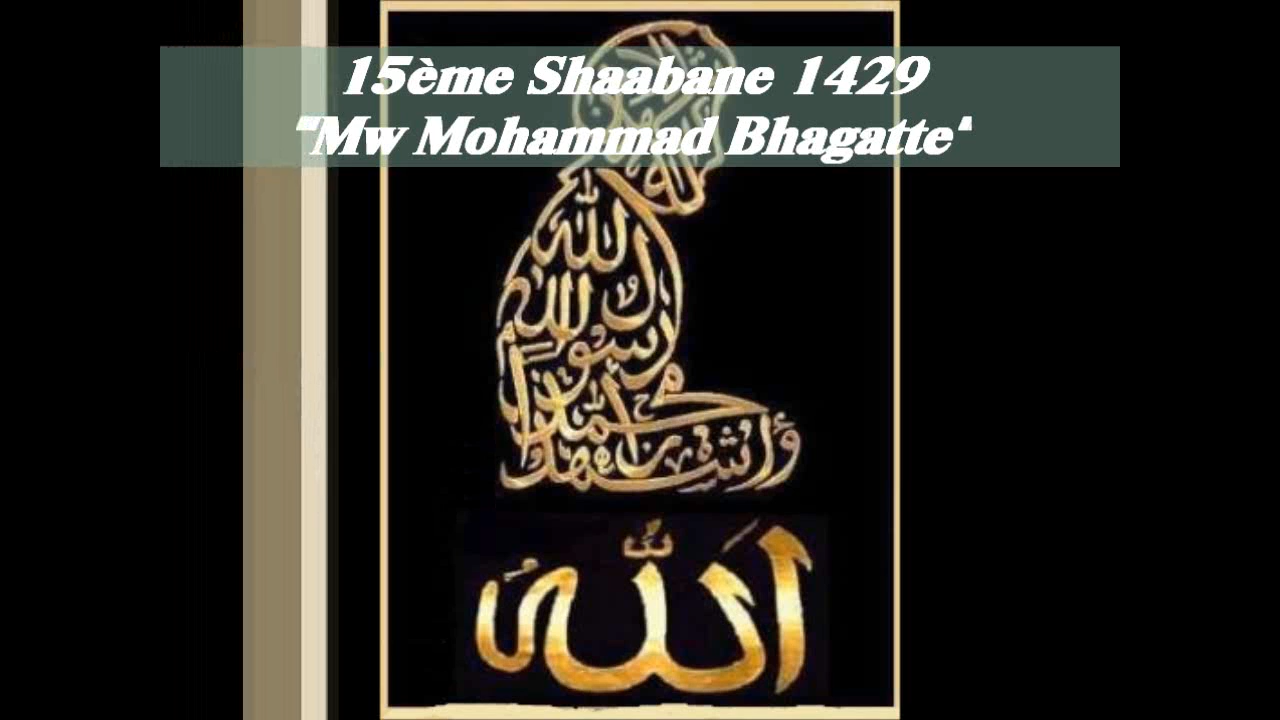 15ème Shaabane 1429
"Mw Mohammad Bhagatte"
الله
رسول
وأشهد أن محمدا
الله